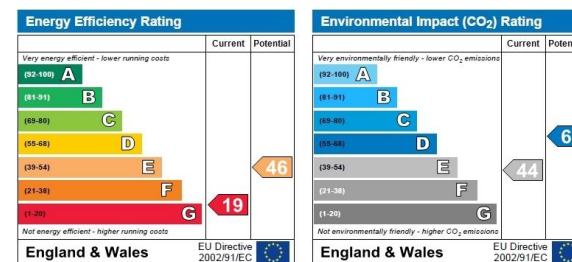 Energy Efficiency Rating
Current Potential
Very energy efficient - lower running costs
(92-100) A
(81-91) B
(69-80) C
(55-68) D
(39-54) E
(21-38) F
(1-20) G
46
19
Not energy efficient - higher running costs
England & Wales
EU Directive
2002/91/EC
Environmental Impact (CO2) Rating
Current Poten
Very environmentally friendly - lower CO2 emissions
(92-100) A
(81-91) B
(69-80) C
(55-68) D
(39-54) E
(21-38) F
(1-20) G
6
44
Not environmentally friendly - higher CO2 emissions
England & Wales
EU Directive
2002/91/EC